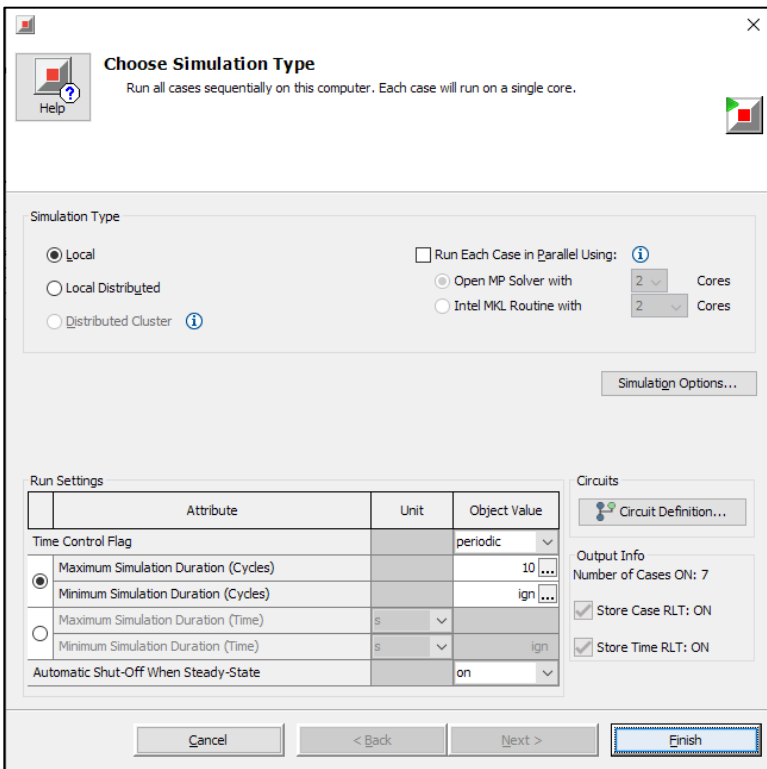 Choose Simulation Type
Run all cases sequentially on this computer. Each case will run on a single core.
Help
Simulation Type
Local
Run Each Case in Parallel Using:
Local Distributed
Open MP Solver with 2 Cores
Distributed Cluster
Intel MKL Routine with 2 Cores
Simulation Options...
Run Settings
Attribute Unit Object Value
Time Control Flag periodic
Maximum Simulation Duration (Cycles) 10 ...
Minimum Simulation Duration (Cycles) ign ...
Maximum Simulation Duration (Time) s
Minimum Simulation Duration (Time) s ign
Automatic Shut-Off When Steady-State on
Circuits
Circuit Definition...
Output Info
Number of Cases ON: 7
Store Case RLT: ON
Store Time RLT: ON
Cancel
< Back
Next >
Finish